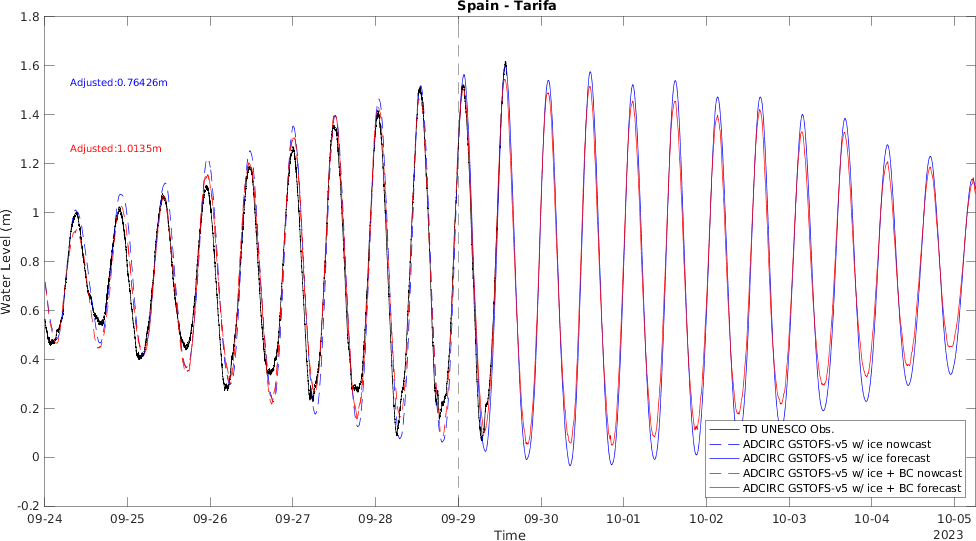 Spain - Tarifa
1.8
1.6
1.4
1.2
1
0.8
0.6
0.4
0.2
0
-0.2
Water Level (m)
Adjusted:0.76426m
Adjusted:1.0135m
TD UNESCO Obs.
ADCIRC GSTOFS-v5 w/ ice nowcast
ADCIRC GSTOFS-v5 w/ ice forecast
ADCIRC GSTOFS-v5 w/ ice + BC nowcast
ADCIRC GSTOFS-v5 w/ ice + BC forecast
09-24 09-25 09-26 09-27 09-28 09-29 09-30 10-01 10-02 10-03 10-04 10-05
Time
2023